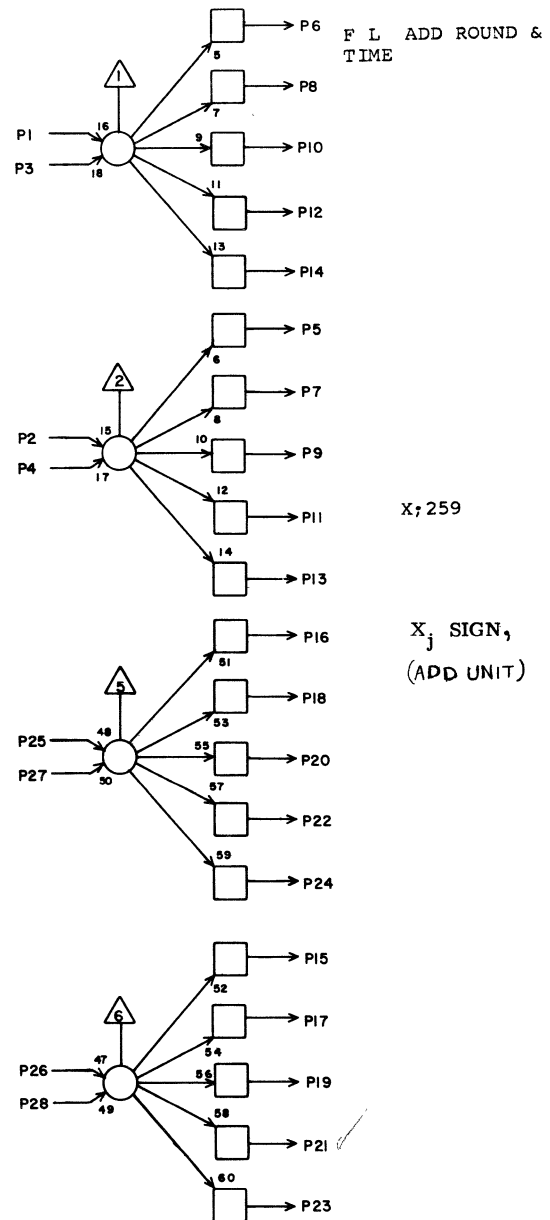 P6
F L ADD ROUND &
TIME
5
1
P8
7
16
P1
9
P10
P3
18
11
P12
13
P14
P5
6
2
P7
8
15
P2
10
P9
P4
17
12
P11
X;259
14
P13
P16
X j SIGN,
51
(ADD UNIT)
5
P18
53
48
P25
55
P20
P27
50
57
P22
59
P24
P15
52
6
P17
54
47
P26
56
P19
P28
49
58
P21
60
P23